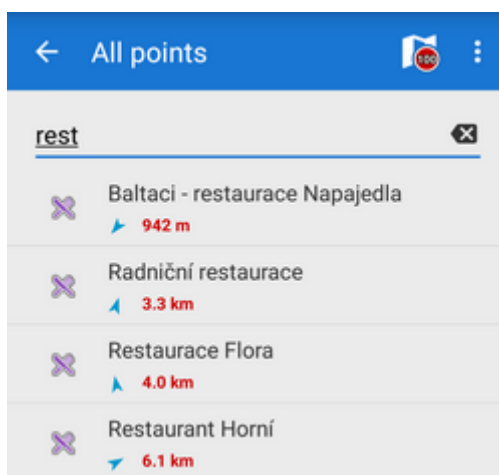 All points
100
rest
Baltaci - restaurace Napajedla
942 m
Radniční restaurace
3.3 km
Restaurace Flora
4.0 km
Restaurant Horní
6.1 km